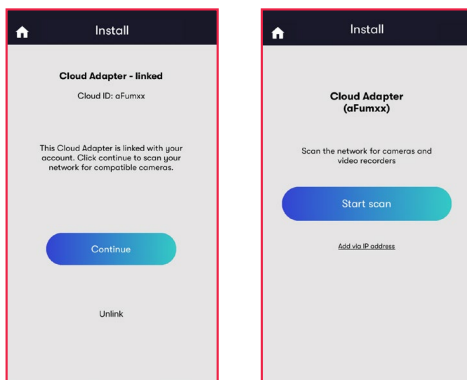 Install
Cloud Adapter - linked
Cloud ID: aFumxx
This Cloud Adapter is linked with your
account. Click continue to scan your
network for compatible cameras.
Continue
Unlink
Install
Cloud Adapter
(aFumxx)
Scan the network for cameras and
video recorders
Start scan
Add via IP address